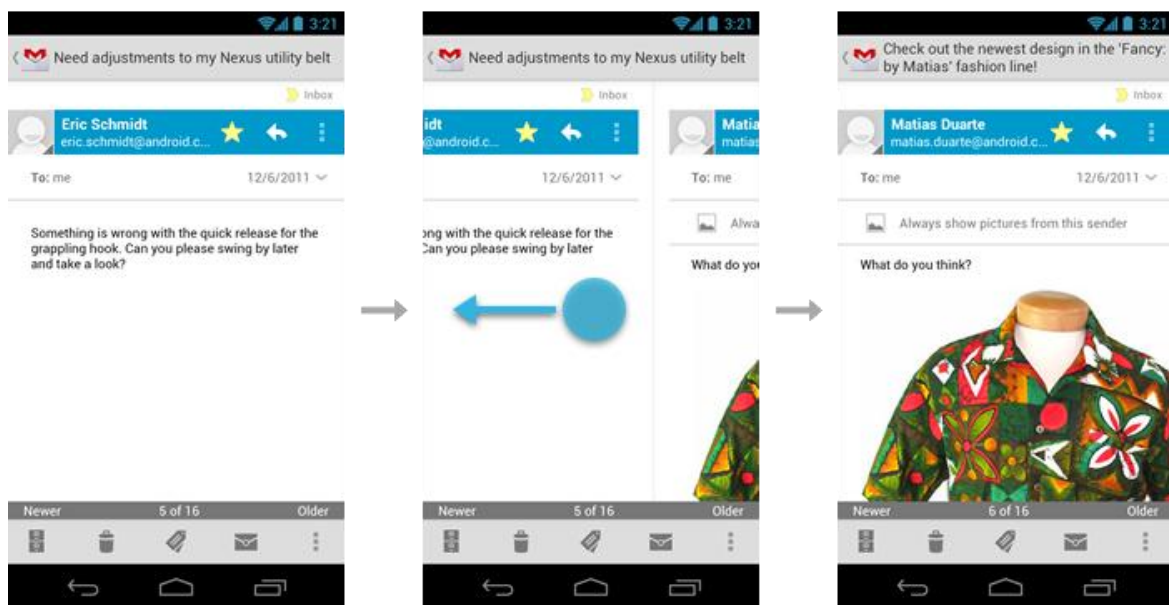 3:21
Need adjustments to my Nexus utility belt
Inbox
Eric Schmidt
eric.schmidt@android.c...
To: me 12/6/2011
Something is wrong with the quick release for the
grappling hook. Can you please swing by later
and take a look?
Newer 5 of 16 Older
3:21
Need adjustments to my Nexus utility belt
Inbox
idt
@android.c...
Matia
matias
12/6/2011
To: me
Alwa
ong with the quick release for the
Can you please swing by later
What do you
Newer 5 of 16 Older
3:21
Check out the newest design in the 'Fancy:
by Matias' fashion line!
Inbox
Matias Duarte
matias.duarte@android.c...
To: me 12/6/2011
Always show pictures from this sender
What do you think?
Newer 6 of 16 Older